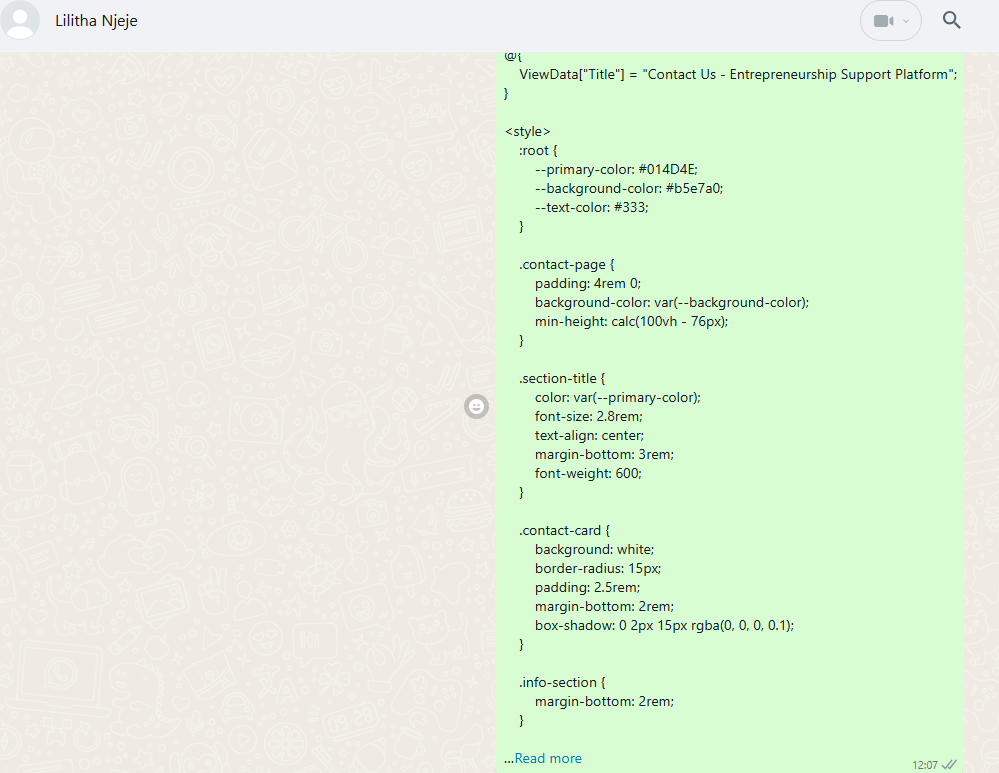 Lilitha Njeje
@{
ViewData["Title"] = "Contact Us - Entrepreneurship Support Platform";
}
<style>
:root {
--primary-color: #014D4E;
--background-color: #b5e7a0;
--text-color: #333;
}
.contact-page {
padding: 4rem 0;
background-color: var(--background-color);
min-height: calc(100vh - 76px);
}
.section-title {
color: var(--primary-color);
font-size: 2.8rem;
text-align: center;
margin-bottom: 3rem;
font-weight: 600;
}
.contact-card {
background: white;
border-radius: 15px;
padding: 2.5rem;
margin-bottom: 2rem;
box-shadow: 0 2px 15px rgba(0, 0, 0, 0.1);
}
.info-section {
margin-bottom: 2rem;
}
...Read more
12:07